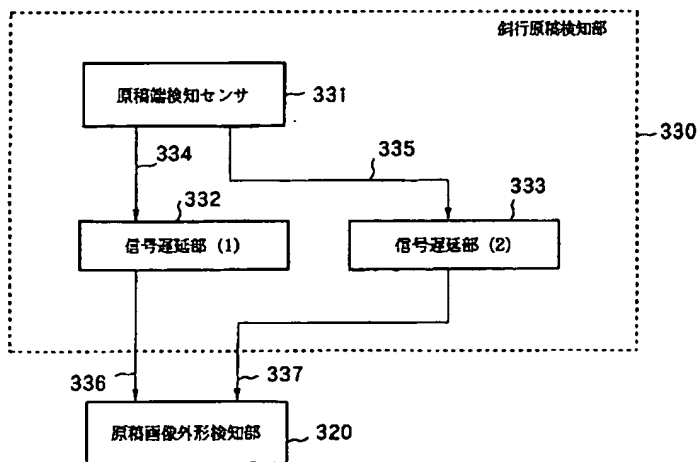 斜行原稿検知部
原稿端検知センサ
331
334
335
330
332
333
信号遅延部 (1)
信号遅延部 (2)
336
337
原稿画像外形検知部
320